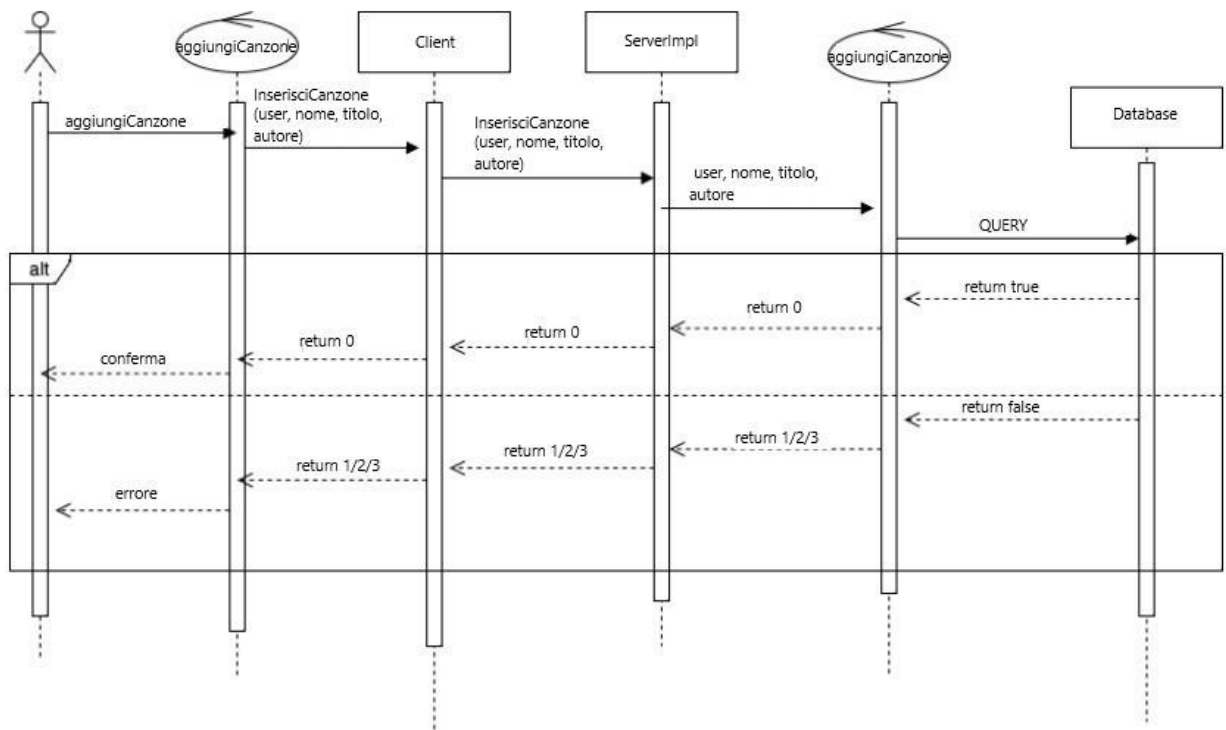 aggiungiCanzone
Client
ServerImpl
aggiungiCanzone
Database
aggiungiCanzone
InserisciCanzone
(user, nome, titolo,
autore)
InserisciCanzone
(user, nome, titolo,
autore)
user, nome, titolo,
autore
QUERY
alt
return true
return 0
return 0
return 0
conferma
return false
return 1/2/3
return 1/2/3
return 1/2/3
errore